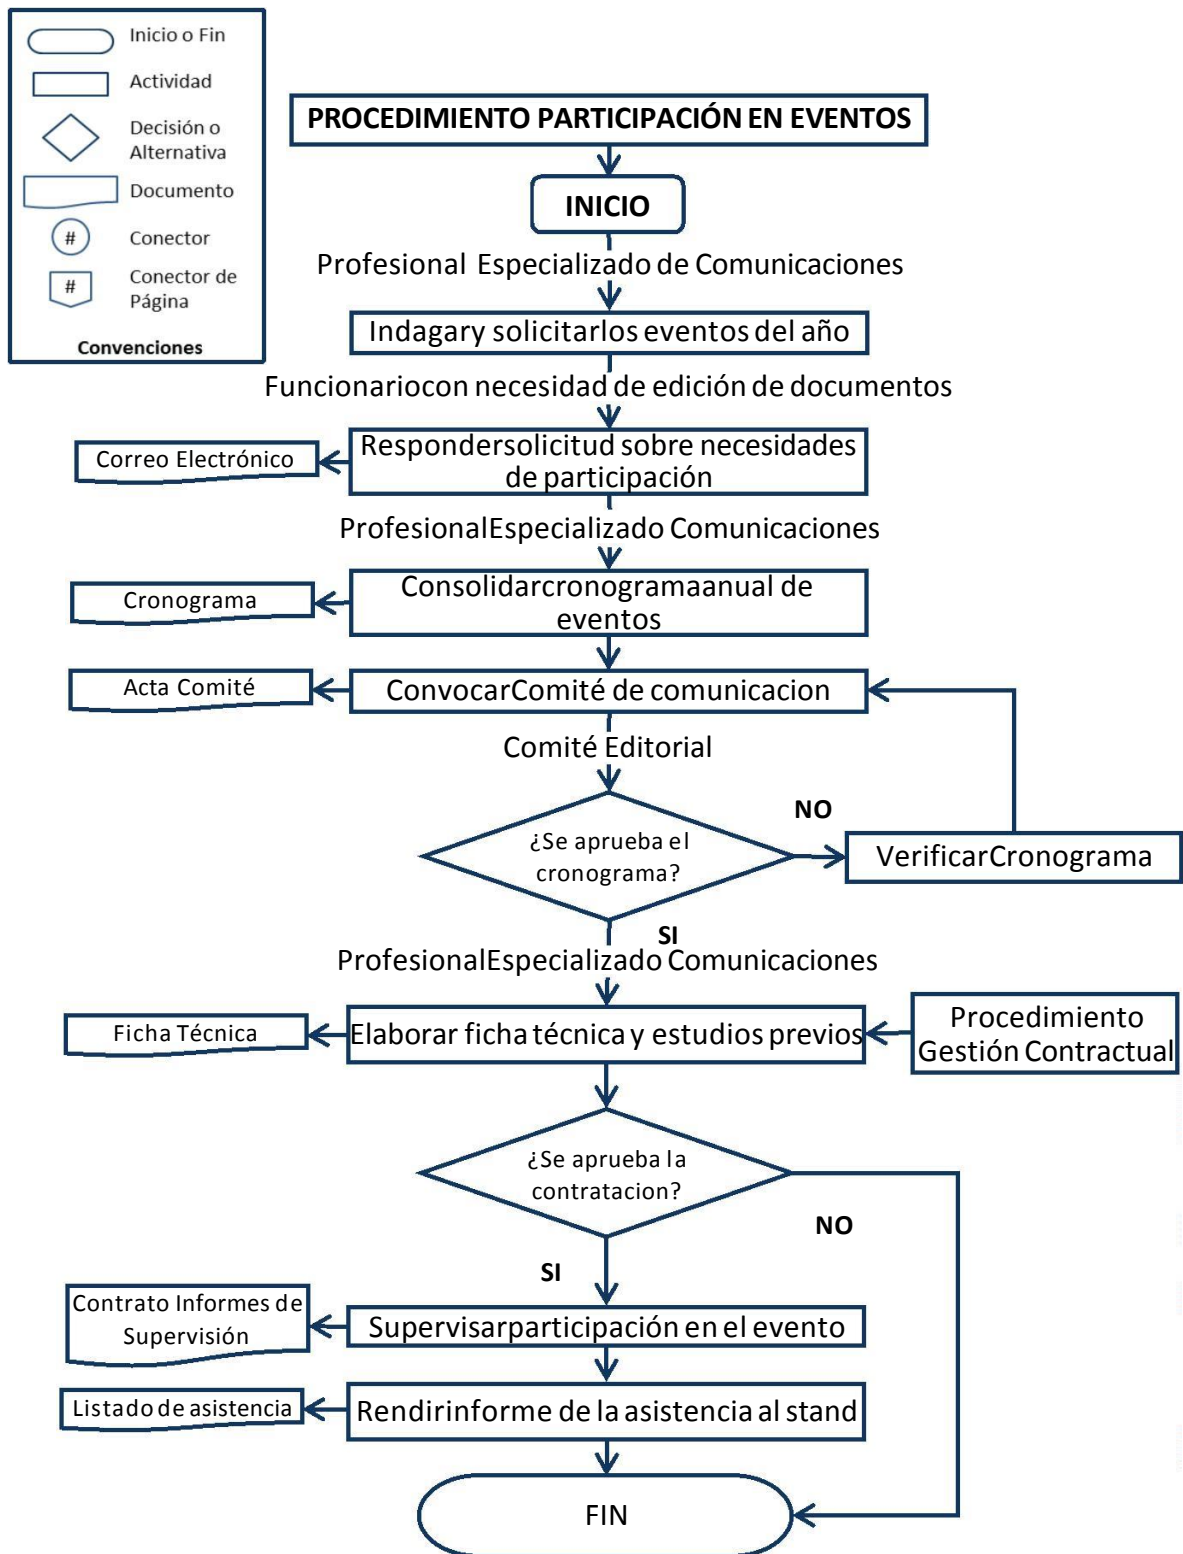 Inicio o Fin
Actividad
Decisión o
Alternativa
Documento
#
Conector
#
Conector de
Página
Convenciones
PROCEDIMIENTO PARTICIPACIÓN EN EVENTOS
INICIO
Profesional Especializado de Comunicaciones
Indagary solicitarlos eventos del año
Funcionariocon necesidad de edición de documentos
Correo Electrónico
Respondersolicitud sobre necesidades
de participación
ProfesionalEspecializado Comunicaciones
Cronograma
Consolidarcronogramaanual de
eventos
Acta Comité
ConvocarComité de comunicacion
Comité Editorial
¿Se aprueba el
cronograma?
NO
VerificarCronograma
SI
ProfesionalEspecializado Comunicaciones
Ficha Técnica
Elaborar ficha técnica y estudios previos
Procedimiento
Gestión Contractual
¿Se aprueba la
contratacion?
NO
SI
Contrato Informes de
Supervisión
Supervisarparticipación en el evento
Listado de asistencia
Rendirinforme de la asistencia al stand
FIN